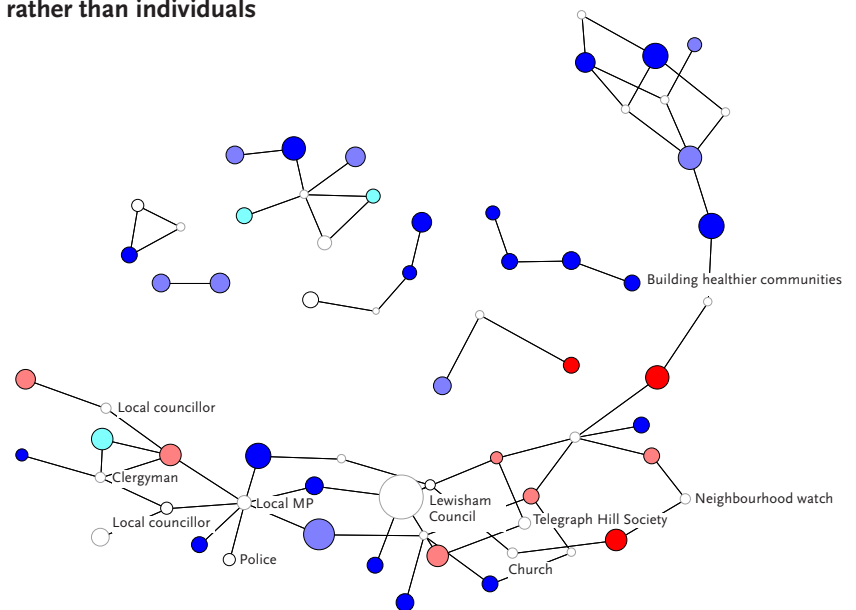 rather than individuals
Building healthier communities
Local councillor
Clergyman
Local councillor
Local MP
Police
Lewisham
Council
Neighbourhood watch
Telegraph Hill Society
Church